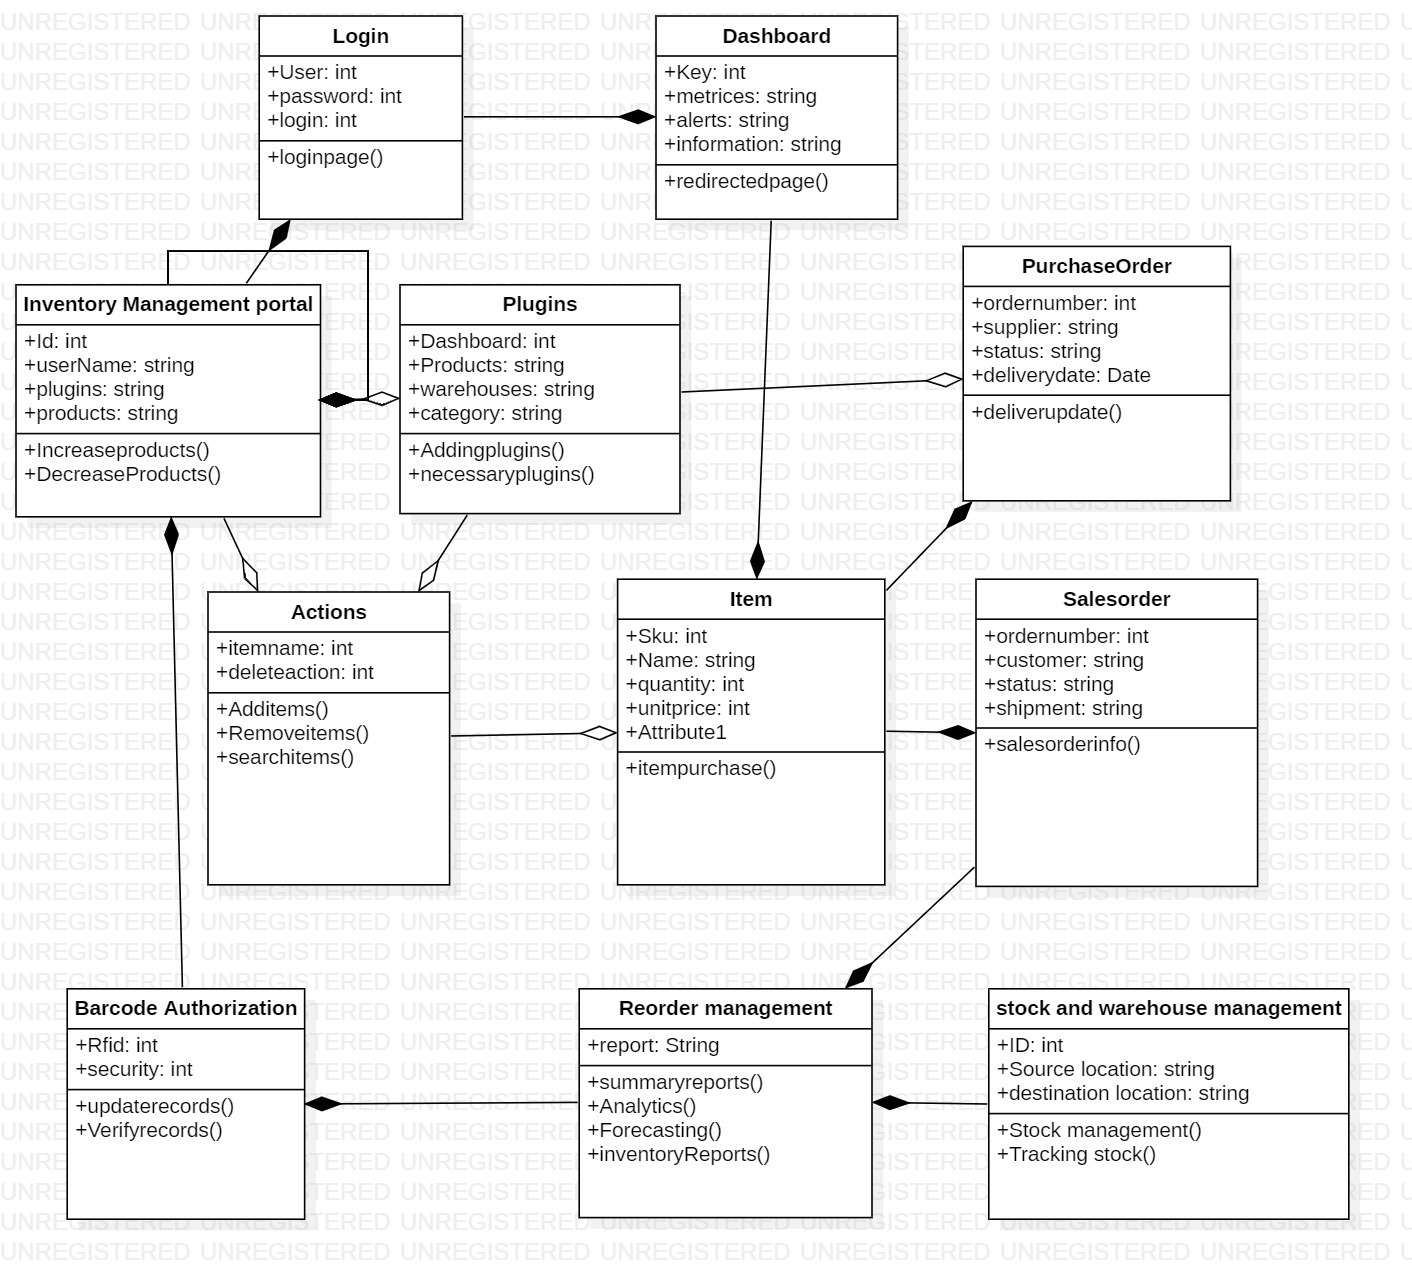 Login
+User: int
+password: int
+login: int
+loginpage()
Dashboard
+Key: int
+metrices: string
+alerts: string
+information: string
+redirectedpage()
Inventory Management portal
+Id: int
+userName: string
+plugins: string
+products: string
+Increaseproducts()
+DecreaseProducts()
Plugins
+Dashboard: int
+Products: string
+warehouses: string
+category: string
+Addingplugins()
+necessaryplugins()
PurchaseOrder
+ordernumber: int
+supplier: string
+status: string
+deliverydate: Date
+deliverupdate()
Actions
+itemname: int
+deleteaction: int
+Additems()
+Removeitems()
+searchitems()
Item
+Sku: int
+Name: string
+quantity: int
+unitprice: int
+Attribute1
+itempurchase()
Salesorder
+ordernumber: int
+customer: string
+status: string
+shipment: string
+salesorderinfo()
Barcode Authorization
+Rfid: int
+security: int
+updaterecords()
+Verifyrecords()
Reorder management
+report: String
+summaryreports()
+Analytics()
+Forecasting()
+inventoryReports()
stock and warehouse management
+ID: int
+Source location: string
+destination location: string
+Stock management()
+Tracking stock()
UNREGISTERED